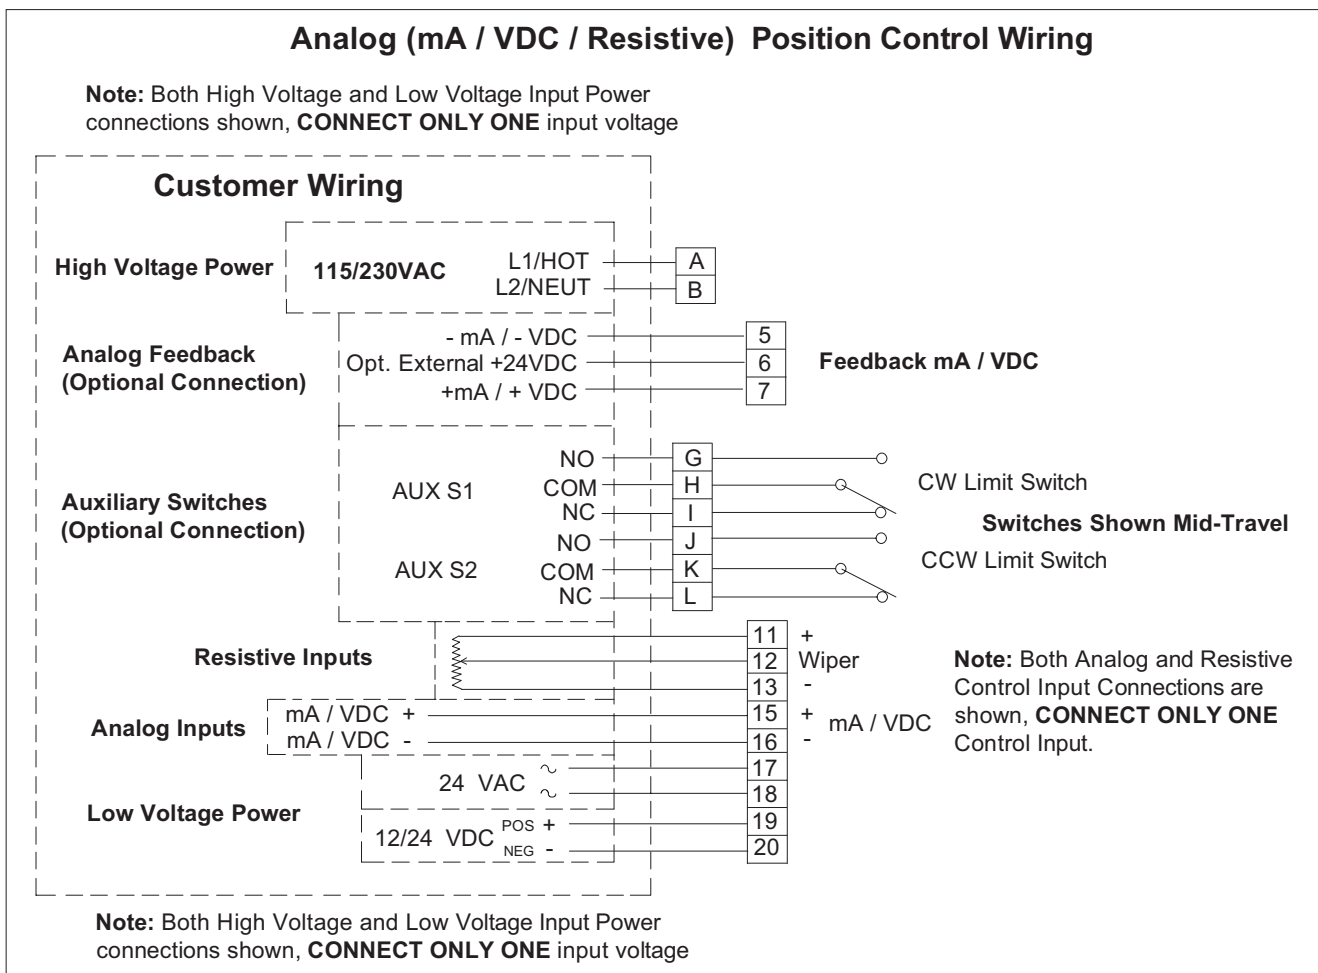 Analog (mA / VDC / Resistive) Position Control Wiring
Note: Both High Voltage and Low Voltage Input Power
connections shown, CONNECT ONLY ONE input voltage
Customer Wiring
High Voltage Power
115/230VAC
L1/HOT
A
L2/NEUT
B
Analog Feedback
(Optional Connection)
- mA / - VDC
5
Opt. External +24VDC
6
+mA / + VDC
7
Feedback mA / VDC
Auxiliary Switches
(Optional Connection)
AUX S1
NO
G
COM
H
NC
I
CW Limit Switch
Switches Shown Mid-Travel
AUX S2
NO
J
COM
K
NC
L
CCW Limit Switch
Resistive Inputs
11 +
12 Wiper
13 -
Note: Both Analog and Resistive
Control Input Connections are
shown, CONNECT ONLY ONE
Control Input.
Analog Inputs
mA / VDC +
15 +
mA / VDC -
16 -
mA / VDC
Low Voltage Power
24 VAC
~
17
~
18
12/24 VDC
POS +
19
NEG -
20
Note: Both High Voltage and Low Voltage Input Power
connections shown, CONNECT ONLY ONE input voltage